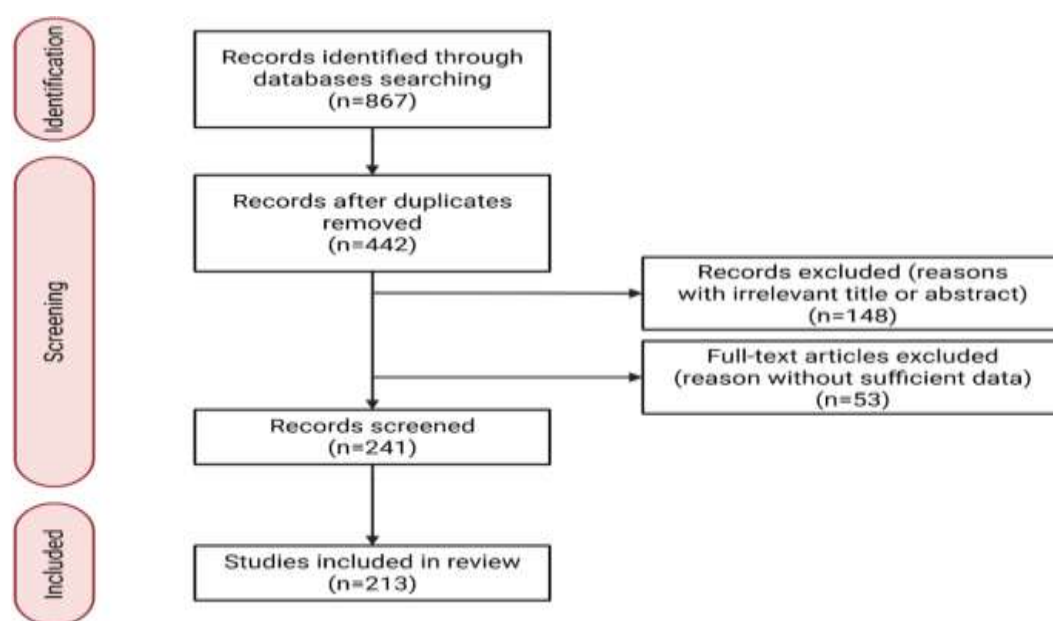 Identification
Records identified through
databases searching
(n=867)
Screening
Records after duplicates
removed
(n=442)
Records excluded (reasons
with irrelevant title or abstract)
(n=148)
Full-text articles excluded
(reason without sufficient data)
(n=53)
Records screened
(n=241)
Included
Studies included in review
(n=213)